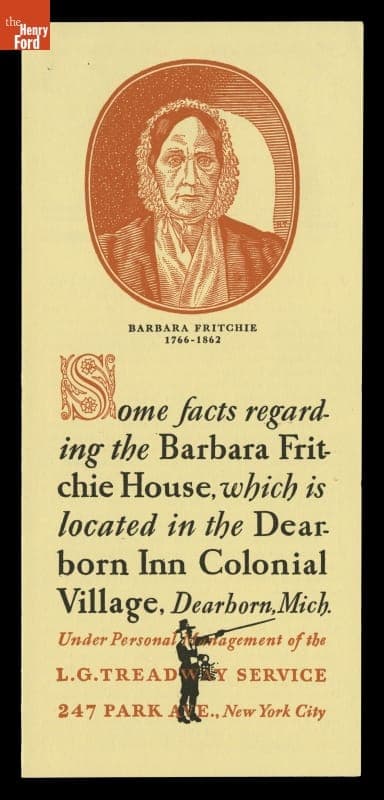 the
Henry
Ford
BARBARA FRITCHIE
1766-1862
Some facts regard-
ing the Barbara Frit-
chie House, which is
located in the Dear-
born Inn Colonial
Village, Dearborn, Mich.
Under Personal Management of the
L.G. TREADWAY SERVICE
247 PARK AVE., New York City